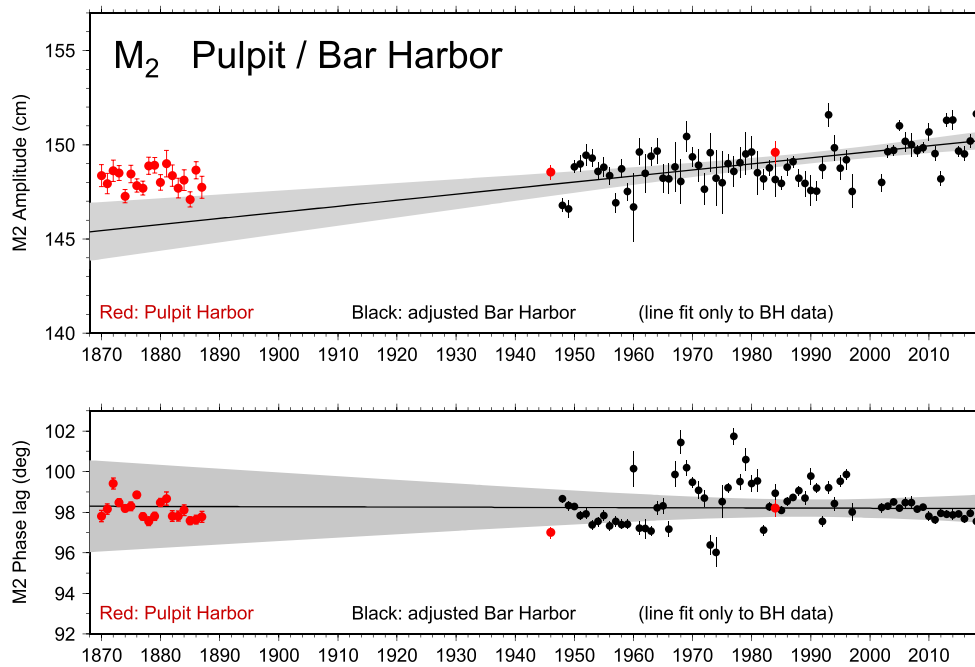 M2 Pulpit / Bar Harbor
M2 Amplitude (cm)
155
150
145
140
Red: Pulpit Harbor Black: adjusted Bar Harbor (line fit only to BH data)
1870 1880 1890 1900 1910 1920 1930 1940 1950 1960 1970 1980 1990 2000 2010
M2 Phase lag (deg)
102
100
98
96
94
92
Red: Pulpit Harbor Black: adjusted Bar Harbor (line fit only to BH data)
1870 1880 1890 1900 1910 1920 1930 1940 1950 1960 1970 1980 1990 2000 2010